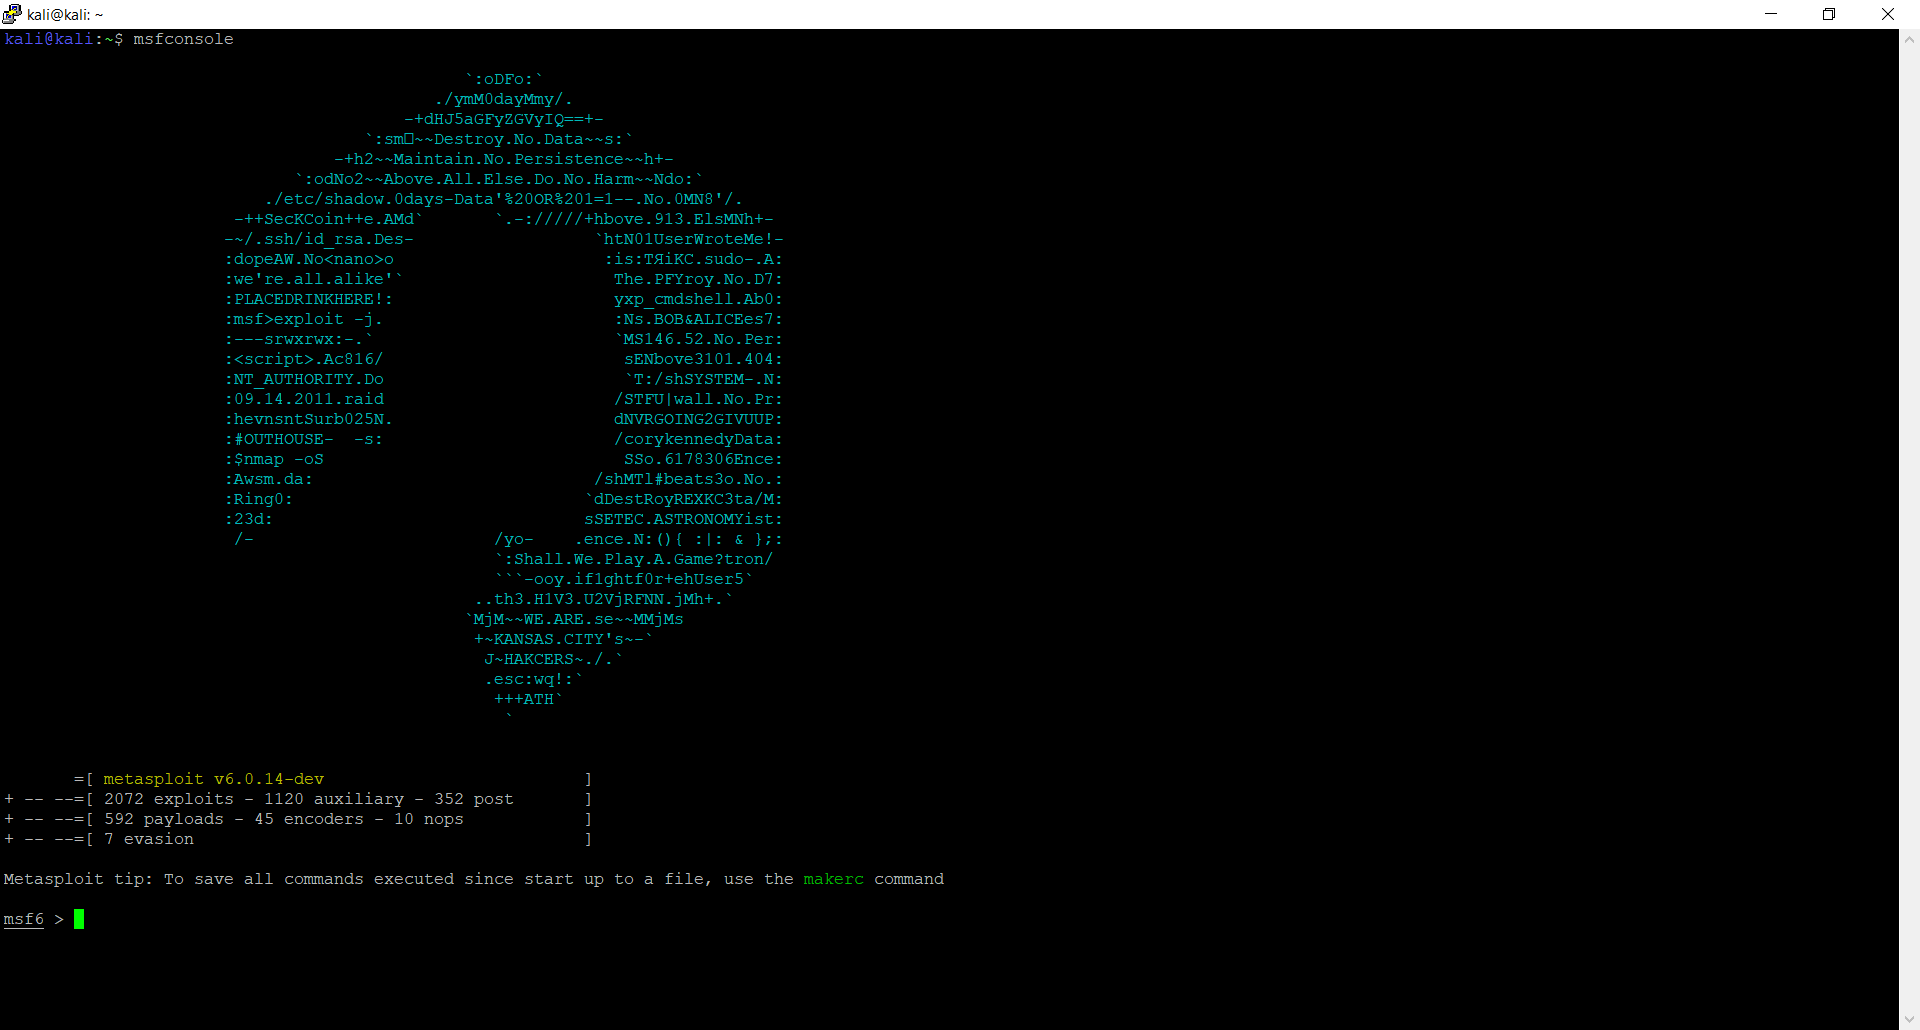 kali@kali: ~
kali@kali:~$ msfconsole
`:oDFo:`
./ymM0dayMmy/.
-+dHJ5aGFyZGVyIQ==+-
`:sm□~~Destroy.No.Data~~s:`
-+h2~~Maintain.No.Persistence~~h+-
`:odNo2~~Above.All.Else.Do.No.Harm~~Ndo:`
./etc/shadow.0days-Data'%20OR%201=1--.No.0MN8'/.
-++SecKCoin++e.AMd` `.-://///+hbove.913.ElsMNh+-
-~/.ssh/id_rsa.Des- `htN01UserWroteMe!-
:dopeAW.No<nano>o :is:TЯiKC.sudo-.A:
:we're.all.alike'` The.PFYroy.No.D7:
:PLACEDRINKHERE!: yxp_cmdshell.Ab0:
:msf>exploit -j. :Ns.BOB&ALICEes7:
:---srwxrwx:-.` `MS146.52.No.Per:
:<script>.Ac816/ sENbove3101.404:
:NT_AUTHORITY.Do `T:/shSYSTEM-.N:
:09.14.2011.raid /STFU|wall.No.Pr:
:hevnsntSurb025N. dNVRGOING2GIVUUP:
:#OUTHOUSE- -s: /corykennedyData:
:$nmap -oS SSo.6178306Ence:
:Awsm.da: /shMTl#beats3o.No.:
:Ring0: `dDestRoyREXKC3ta/M:
:23d: sSETEC.ASTRONOMYist:
/- /yo- .ence.N:(){ :|: & };:
`:Shall.We.Play.A.Game?tron/
```-ooy.if1ghtf0r+ehUser5`
..th3.H1V3.U2VjRFNN.jMh+.`
`MjM~~WE.ARE.se~~MMjMs
+~KANSAS.CITY's~-`
J~HAKCERS~./.`
.esc:wq!:`
+++ATH`
`
=[ metasploit v6.0.14-dev ]
+ -- --=[ 2072 exploits - 1120 auxiliary - 352 post ]
+ -- --=[ 592 payloads - 45 encoders - 10 nops ]
+ -- --=[ 7 evasion ]
Metasploit tip: To save all commands executed since start up to a file, use the makerc command
msf6 >